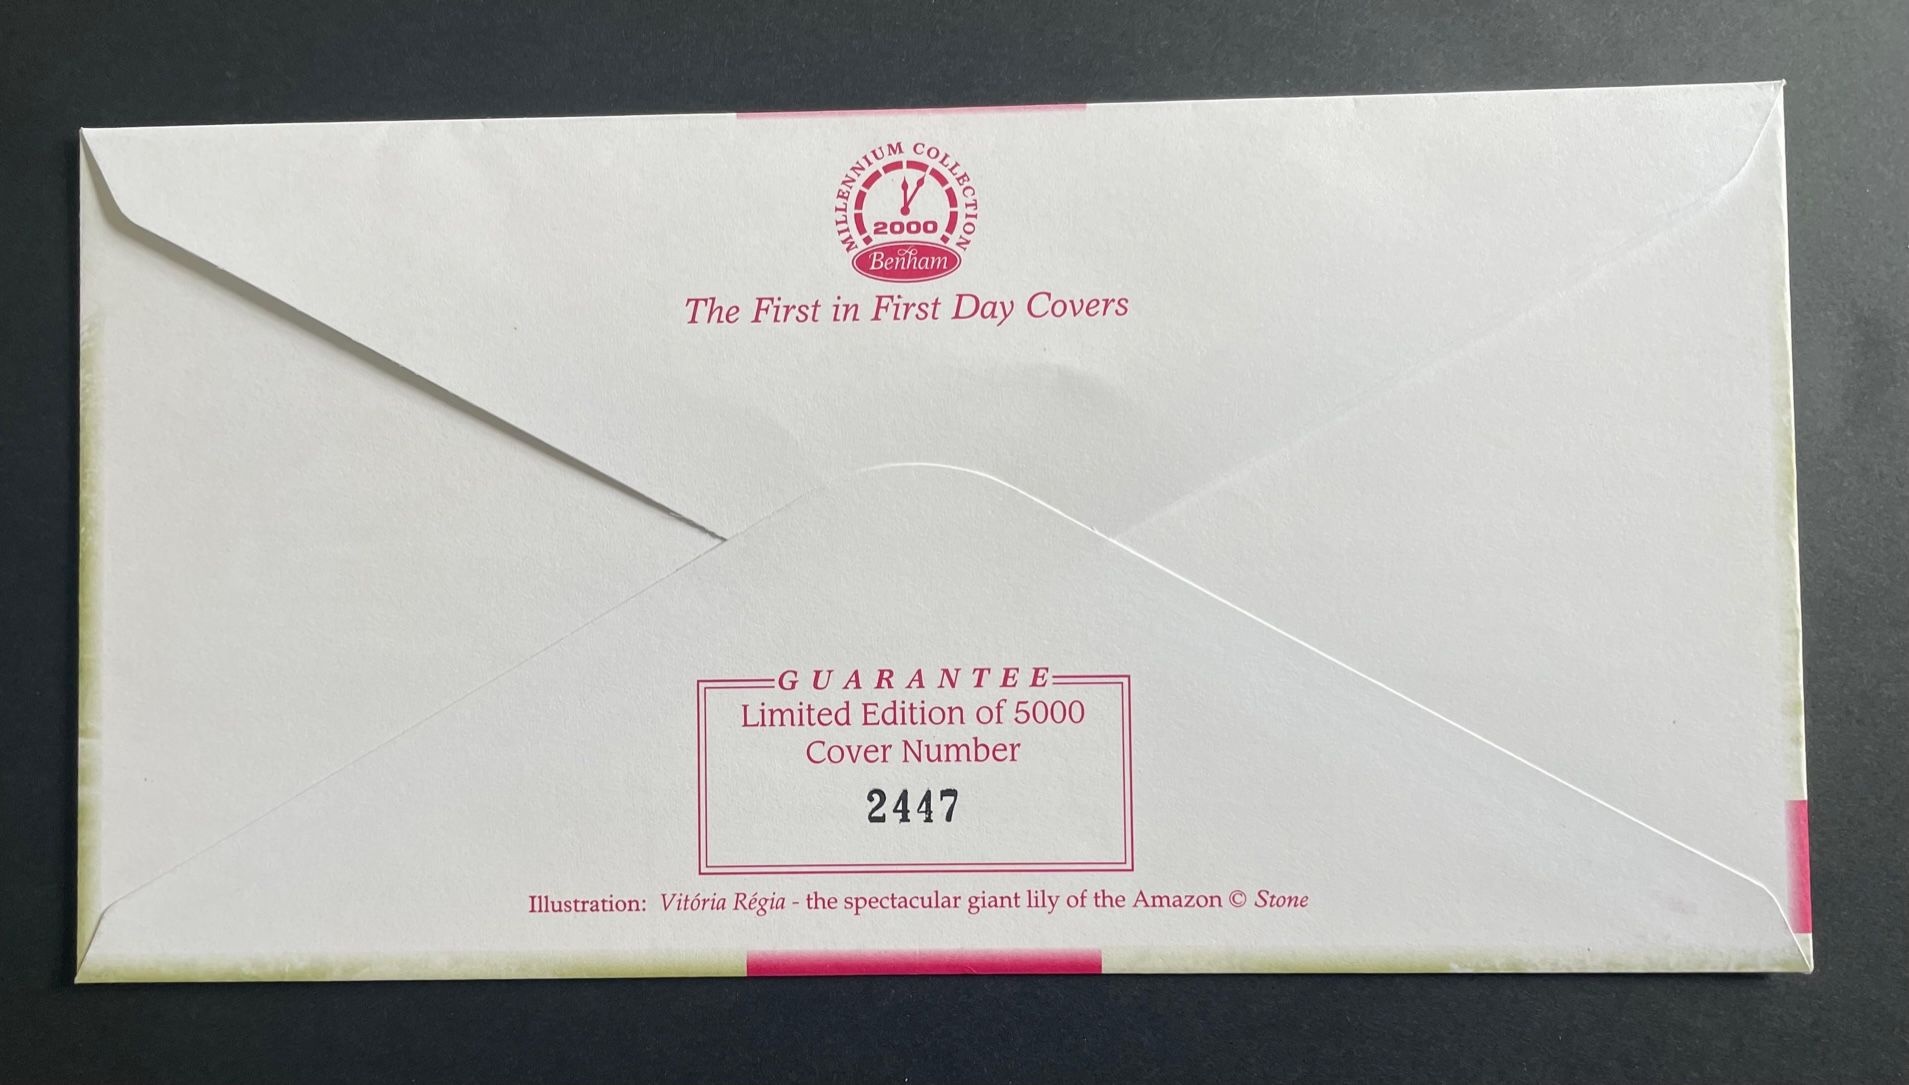 MILLENNIUM COLLECTION
2000
Benham
The First in First Day Covers
GUARANTEE
Limited Edition of 5000
Cover Number
2447
Illustration: Vitória Régia - the spectacular giant lily of the Amazon © Stone